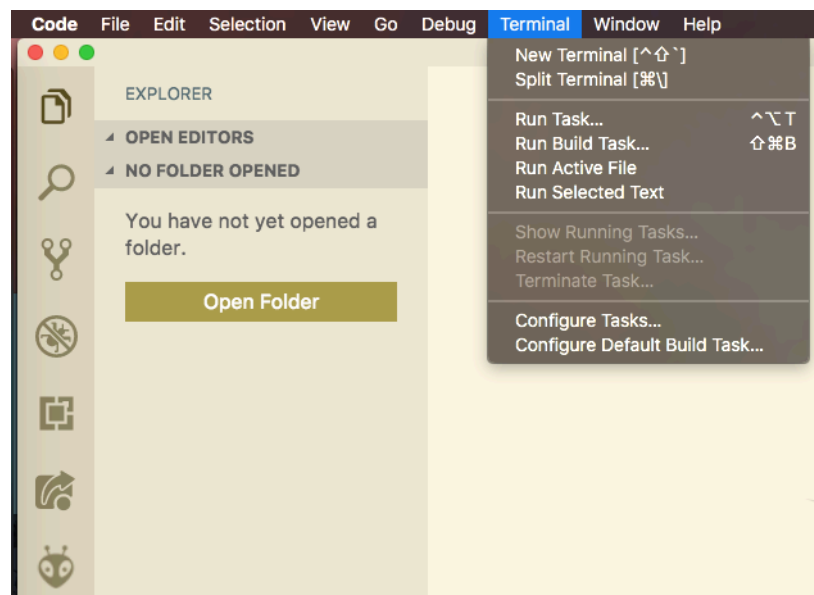 Code File Edit Selection View Go Debug Terminal Window Help
EXPLORER
OPEN EDITORS
NO FOLDER OPENED
You have not yet opened a
folder.
Open Folder
New Terminal [^⇧`]
Split Terminal [⌘\]
Run Task... ^⌥T
Run Build Task... ⇧⌘B
Run Active File
Run Selected Text
Show Running Tasks...
Restart Running Task...
Terminate Task...
Configure Tasks...
Configure Default Build Task...